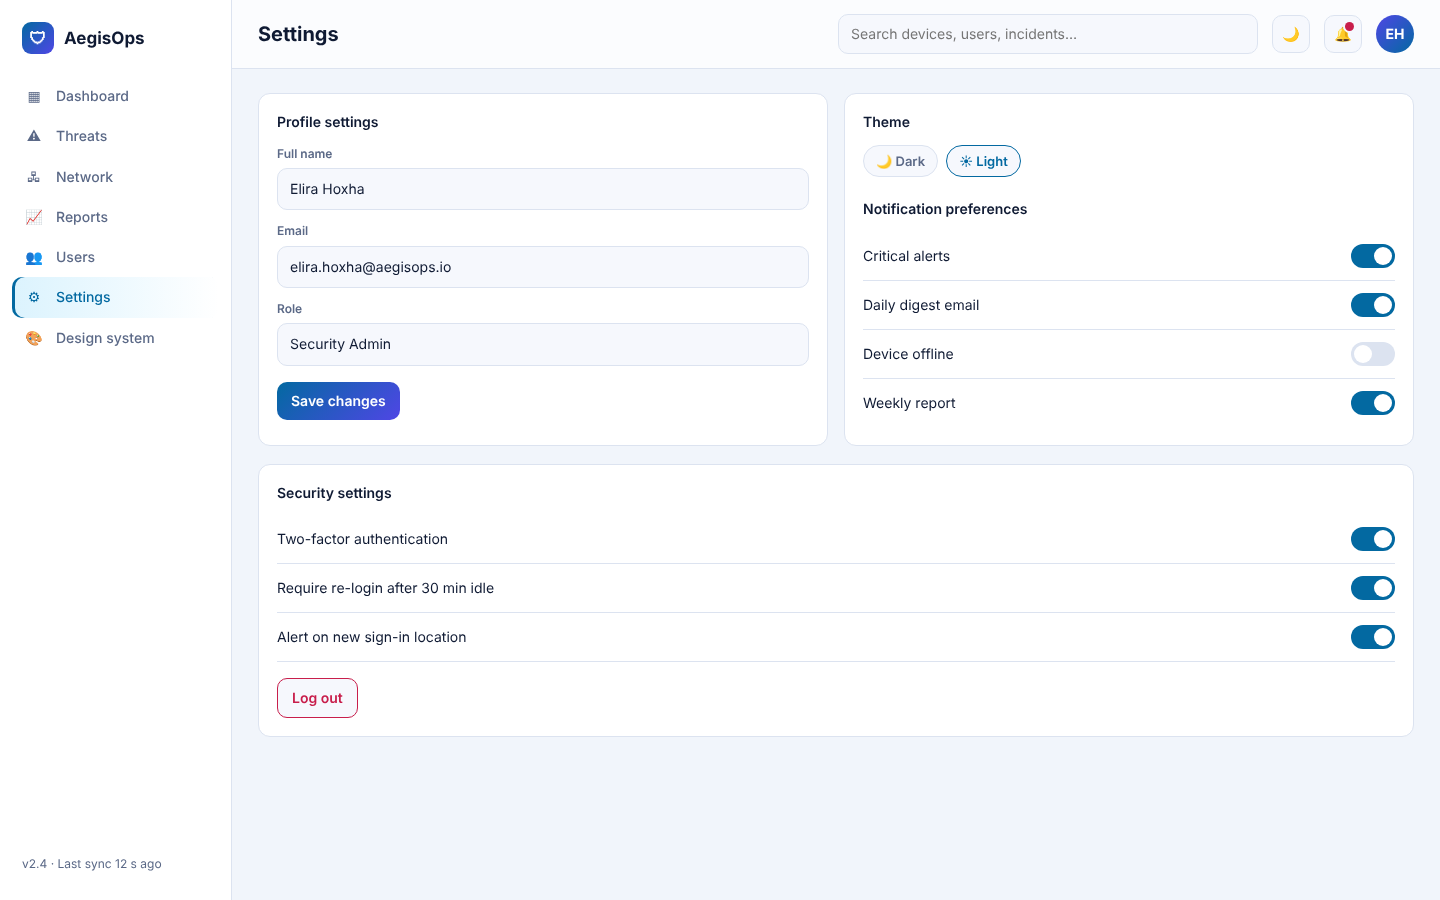 AegisOps
Dashboard
Threats
Network
Reports
Users
Settings
Design system
v2.4 · Last sync 12 s ago
Settings
Search devices, users, incidents...
EH
Profile settings
Full name
Elira Hoxha
Email
elira.hoxha@aegisops.io
Role
Security Admin
Save changes
Theme
Dark
Light
Notification preferences
Critical alerts
Daily digest email
Device offline
Weekly report
Security settings
Two-factor authentication
Require re-login after 30 min idle
Alert on new sign-in location
Log out